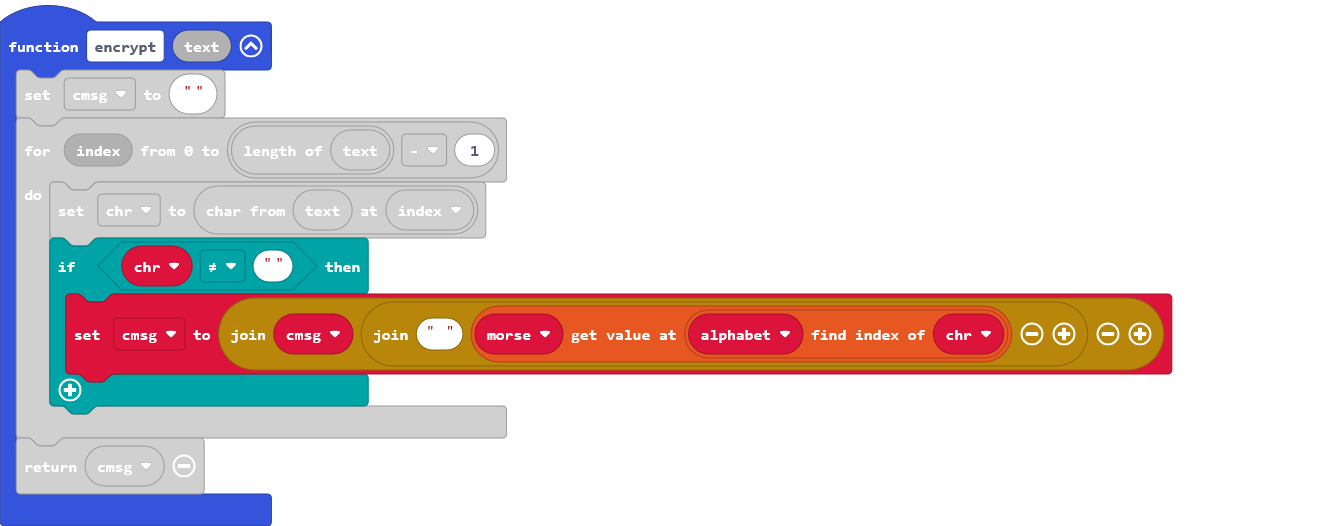 function encrypt text
set cmsg to ""
for index from 0 to length of text - 1
do
set chr to char from text at index
if chr ≠ "" then
set cmsg to join cmsg join " " morse get value at alphabet find index of chr
return cmsg